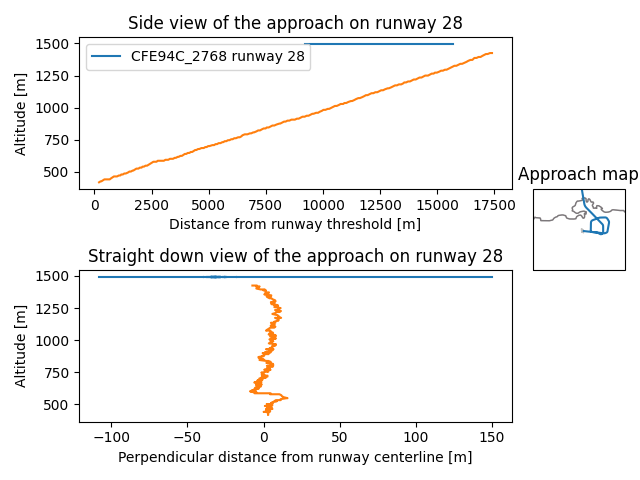 Side view of the approach on runway 28
1500
1250
1000
750
500
Altitude [m]
CFE94C_2768 runway 28
0 2500 5000 7500 10000 12500 15000 17500
Distance from runway threshold [m]
Approach map
Straight down view of the approach on runway 28
1500
1250
1000
750
500
Altitude [m]
−100 −50 0 50 100 150
Perpendicular distance from runway centerline [m]